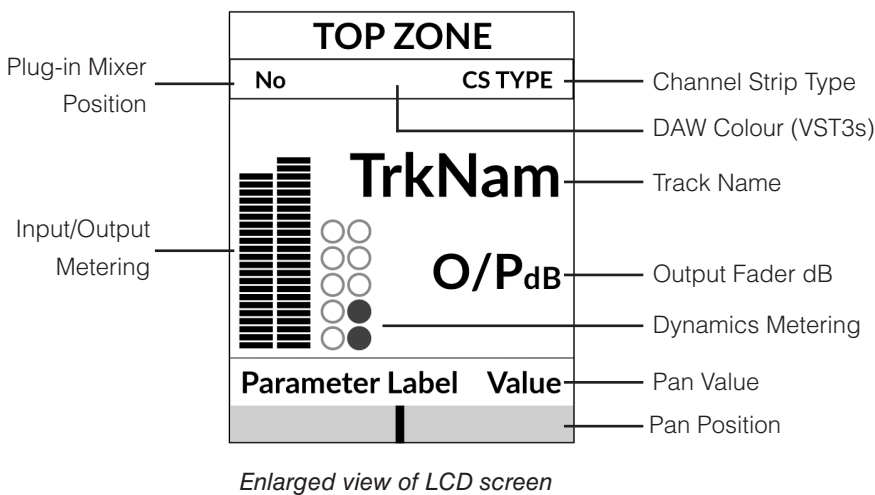 TOP ZONE
Plug-in Mixer
Position
No
CS TYPE
Channel Strip Type
DAW Colour (VST3s)
TrkNam
Track Name
Input/Output
Metering
O/PdB
Output Fader dB
Dynamics Metering
Parameter Label Value
Pan Value
Pan Position
Enlarged view of LCD screen